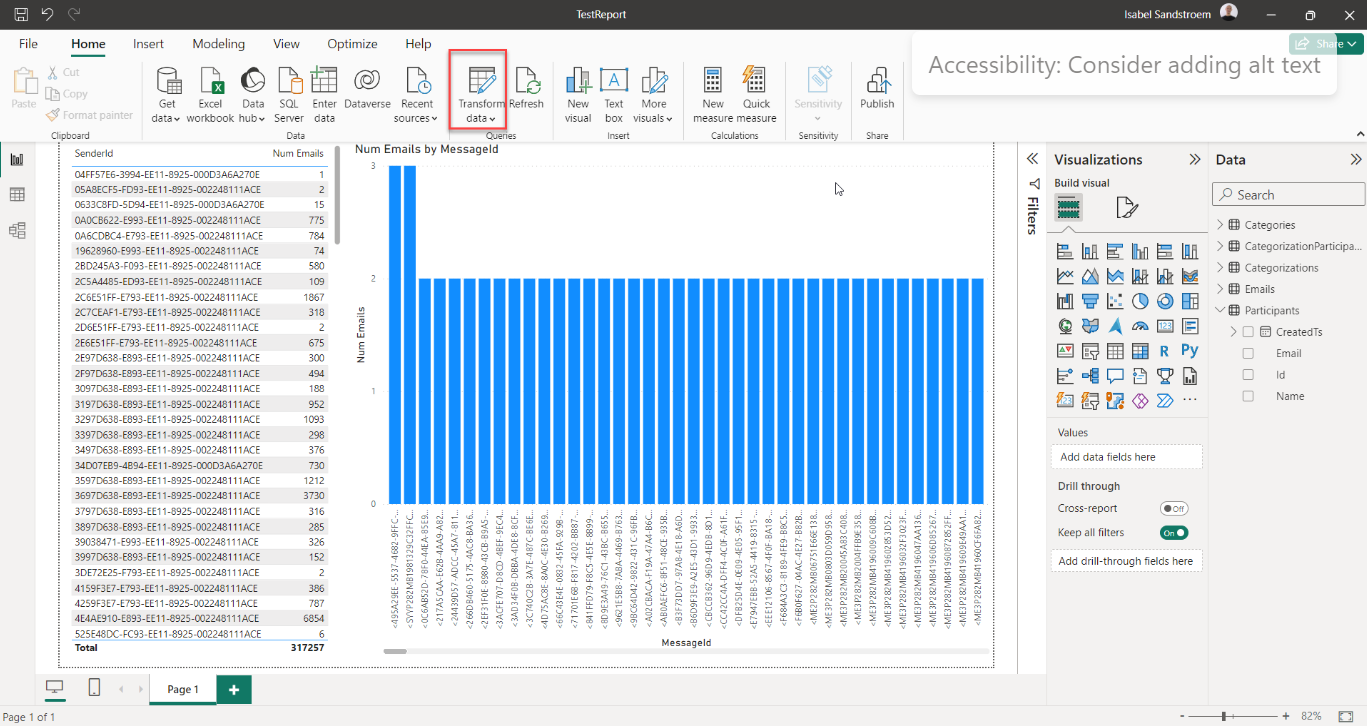 TestReport
Isabel Sandstroem
File Home Insert Modeling View Optimize Help
Share
Accessibility: Consider adding alt text
Paste
Cut
Copy
Format painter
Clipboard
Get data
Excel workbook
Data hub
SQL Server
Enter data
Dataverse
Recent sources
Data
Transform data
Refresh
Queries
New visual
Text box
More visuals
Insert
New measure
Quick measure
Calculations
Sensitivity
Sensitivity
Publish
Share
SenderId Num Emails
04FF57E6-3994-EE11-8925-000D3A6A270E 1
05A8ECF5-FD93-EE11-8925-002248111ACE 2
0633C8FD-5D94-EE11-8925-000D3A6A270E 15
0A0CB622-E993-EE11-8925-002248111ACE 775
0A6CDBC4-E793-EE11-8925-002248111ACE 784
19628960-E993-EE11-8925-002248111ACE 74
2BD245A3-F093-EE11-8925-002248111ACE 580
2C5A4485-ED93-EE11-8925-002248111ACE 109
2C6E51FF-E793-EE11-8925-002248111ACE 1867
2C7CEAF1-E793-EE11-8925-002248111ACE 318
2D6E51FF-E793-EE11-8925-002248111ACE 2
2E6E51FF-E793-EE11-8925-002248111ACE 675
2E97D638-E893-EE11-8925-002248111ACE 300
2F97D638-E893-EE11-8925-002248111ACE 494
3097D638-E893-EE11-8925-002248111ACE 188
3197D638-E893-EE11-8925-002248111ACE 952
3297D638-E893-EE11-8925-002248111ACE 1093
3397D638-E893-EE11-8925-002248111ACE 298
3497D638-E893-EE11-8925-002248111ACE 376
34D07EB9-4B94-EE11-8925-000D3A6A270E 730
3597D638-E893-EE11-8925-002248111ACE 1212
3697D638-E893-EE11-8925-002248111ACE 3730
3797D638-E893-EE11-8925-002248111ACE 316
3897D638-E893-EE11-8925-002248111ACE 285
39038471-E993-EE11-8925-002248111ACE 326
3997D638-E893-EE11-8925-002248111ACE 152
3DE72E25-F793-EE11-8925-002248111ACE 2
4159F3E7-E793-EE11-8925-002248111ACE 386
4259F3E7-E793-EE11-8925-002248111ACE 787
4E4AE910-E893-EE11-8925-002248111ACE 6854
525E48DC-FC93-EE11-8925-002248111ACE 6
Total 317257
Num Emails by MessageId
3
2
1
0
Num Emails
MessageId
Filters
Visualizations
Build visual
R Py
123
Values
Add data fields here
Drill through
Cross-report Off
Keep all filters On
Add drill-through fields here
Data
Search
Categories
CategorizationParticipa...
Categorizations
Emails
Participants
CreatedTs
Email
Id
Name
Page 1
Page 1 of 1
- + 82%